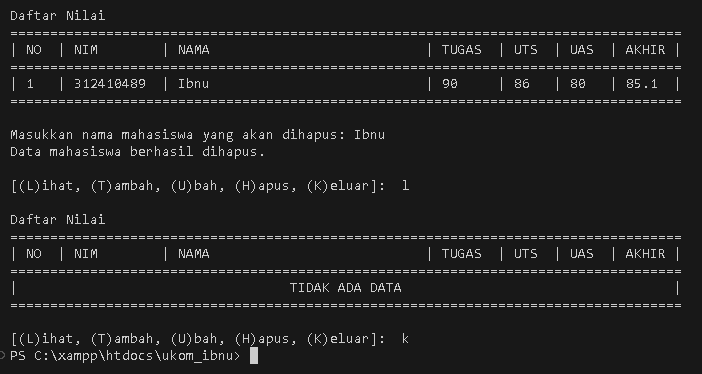 Daftar Nilai
==================================================================================
| NO | NIM | NAMA | TUGAS | UTS | UAS | AKHIR |
==================================================================================
| 1 | 312410489 | Ibnu | 90 | 86 | 80 | 85.1 |
==================================================================================
Masukkan nama mahasiswa yang akan dihapus: Ibnu
Data mahasiswa berhasil dihapus.
[(L)ihat, (T)ambah, (U)bah, (H)apus, (K)eluar]: l
Daftar Nilai
==================================================================================
| NO | NIM | NAMA | TUGAS | UTS | UAS | AKHIR |
==================================================================================
| TIDAK ADA DATA |
==================================================================================
[(L)ihat, (T)ambah, (U)bah, (H)apus, (K)eluar]: k
PS C:\xampp\htdocs\ukom_ibnu>